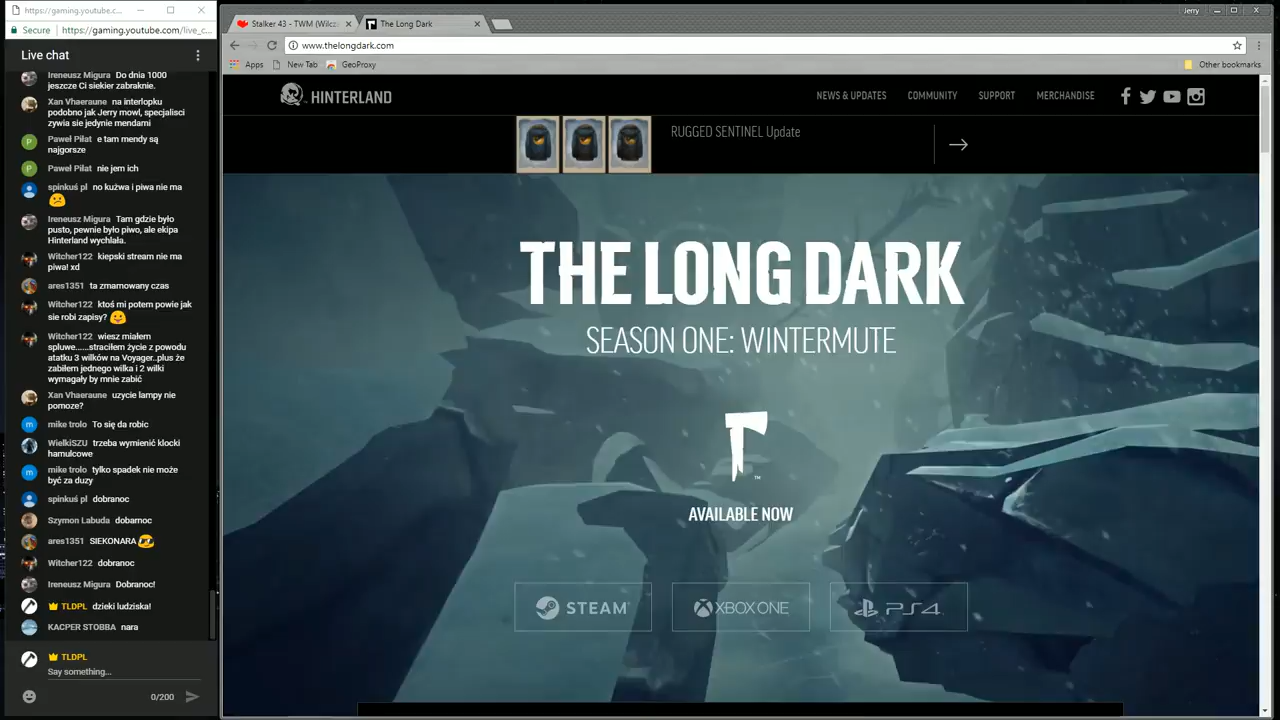 https://gaming.youtube.com/live_c...
Secure https://gaming.youtube.com/live_c...
Live chat
Ireneusz Migura Do dnia 1000
jeszcze Ci siekier zabraknie.
Xan Vhaeraune na interlopku
podobno jak Jerry mowl, specjalisci
zywia sie jedynie mendami
Paweł Piłat e tam mendy są
najgorsze
Paweł Piłat nie jem ich
spinkuś pl no kużwa i piwa nie ma
Ireneusz Migura Tam gdzie było
pusto, pewnie było piwo, ale ekipa
Hinterland wychlała.
Witcher122 kiepski stream nie ma
piwa! xd
ares1351 ta zmarnowany czas
Witcher122 ktoś mi potem powie jak
sie robi zapisy?
Witcher122 wiesz miałem
spluwe......straciłem życie z powodu
atatku 3 wilków na Voyager..plus że
zabiłem jednego wilka i 2 wilki
wymagały by mnie zabić
Xan Vhaeraune uzycie lampy nie
pomoze?
mike trolo To się da robic
WielkiSZU trzeba wymienić klocki
hamulcowe
mike trolo tylko spadek nie może
być za duzy
spinkuś pl dobranoc
Szymon Labuda dobarnoc
ares1351 SIEKONARA
Witcher122 dobranoc
Ireneusz Migura Dobranoc!
TLDPL dzieki ludziska!
KACPER STOBBA nara
TLDPL
Say something...
0/200
Stalker 43 - TWM (Wilcz
The Long Dark
Jerry
www.thelongdark.com
Apps New Tab GeoProxy Other bookmarks
HINTERLAND
NEWS & UPDATES COMMUNITY SUPPORT MERCHANDISE
RUGGED SENTINEL Update
THE LONG DARK
SEASON ONE: WINTERMUTE
TM
AVAILABLE NOW
STEAM XBOX ONE PS4